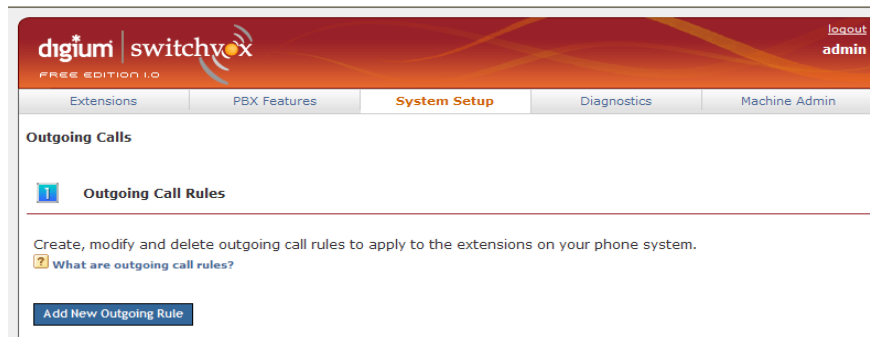 logout
digium switchvox
admin
FREE EDITION 1.0
Extensions PBX Features System Setup Diagnostics Machine Admin
Outgoing Calls
1 Outgoing Call Rules
Create, modify and delete outgoing call rules to apply to the extensions on your phone system.
? What are outgoing call rules?
Add New Outgoing Rule